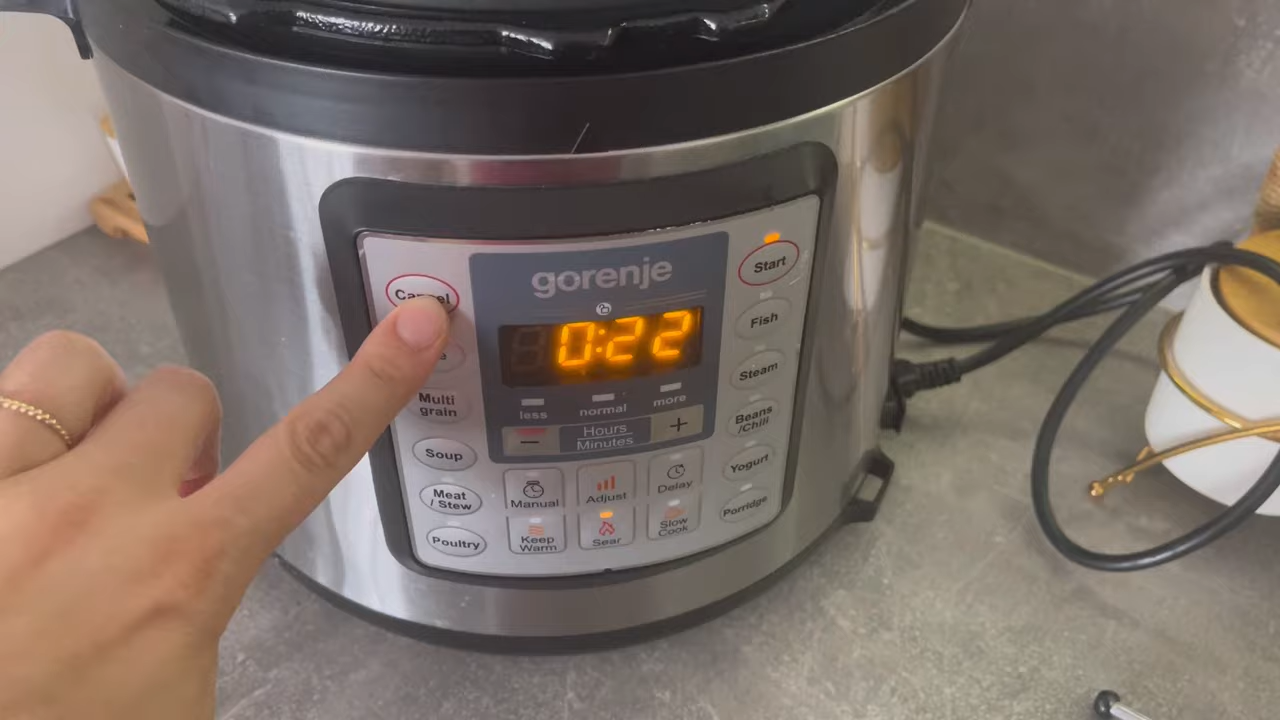 gorenje
0:22
less normal more
− Hours + 
Minutes
Cancel
Multi
grain
Soup
Meat
/ Stew
Poultry
Start
Fish
Steam
Beans
/Chili
Yogurt
Porridge
Manual
Adjust
Delay
Keep
Warm
Sear
Slow
Cook